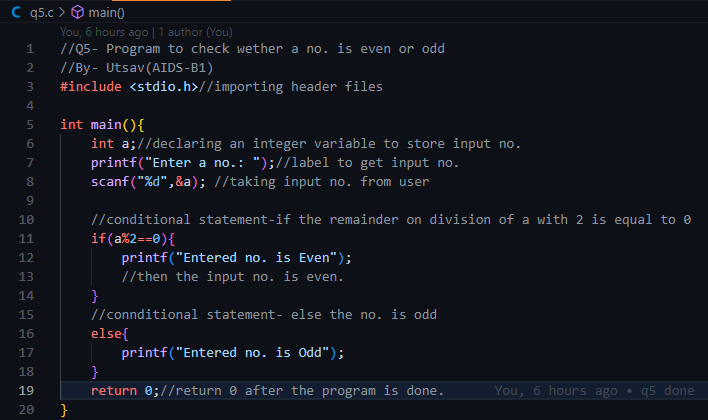 C q5.c > main()
You, 6 hours ago | 1 author (You)
1 //Q5- Program to check wether a no. is even or odd
2 //By- Utsav(AIDS-B1)
3 #include <stdio.h>//importing header files
4
5 int main(){
6 int a;//declaring an integer variable to store input no.
7 printf("Enter a no.: ");//label to get input no.
8 scanf("%d",&a); //taking input no. from user
9
10 //conditional statement-if the remainder on division of a with 2 is equal to 0
11 if(a%2==0){
12 printf("Entered no. is Even");
13 //then the input no. is even.
14 }
15 //connditional statement- else the no. is odd
16 else{
17 printf("Entered no. is Odd");
18 }
19 return 0;//return 0 after the program is done. You, 6 hours ago • q5 done
20 }